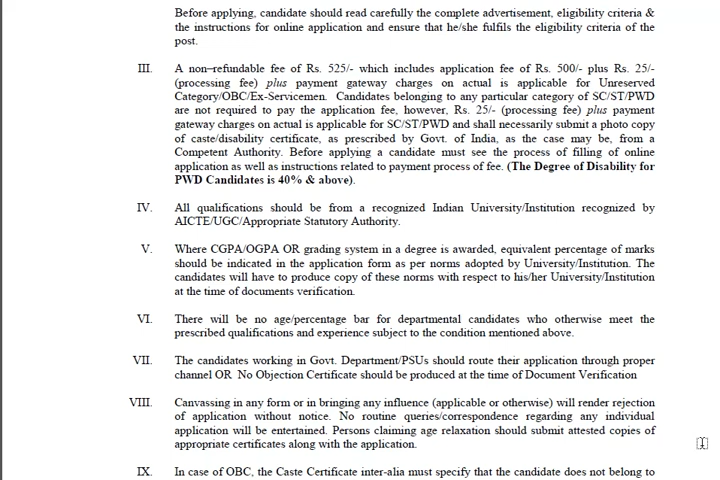 Before applying, candidate should read carefully the complete advertisement, eligibility criteria &
the instructions for online application and ensure that he/she fulfils the eligibility criteria of the
post.
III. A non–refundable fee of Rs. 525/- which includes application fee of Rs. 500/- plus Rs. 25/-
(processing fee) plus payment gateway charges on actual is applicable for Unreserved
Category/OBC/Ex-Servicemen. Candidates belonging to any particular category of SC/ST/PWD
are not required to pay the application fee, however, Rs. 25/- (processing fee) plus payment
gateway charges on actual is applicable for SC/ST/PWD and shall necessarily submit a photo copy
of caste/disability certificate, as prescribed by Govt. of India, as the case may be, from a
Competent Authority. Before applying a candidate must see the process of filling of online
application as well as instructions related to payment process of fee. (The Degree of Disability for
PWD Candidates is 40% & above).
IV. All qualifications should be from a recognized Indian University/Institution recognized by
AICTE/UGC/Appropriate Statutory Authority.
V. Where CGPA/OGPA OR grading system in a degree is awarded, equivalent percentage of marks
should be indicated in the application form as per norms adopted by University/Institution. The
candidates will have to produce copy of these norms with respect to his/her University/Institution
at the time of documents verification.
VI. There will be no age/percentage bar for departmental candidates who otherwise meet the
prescribed qualifications and experience subject to the condition mentioned above.
VII. The candidates working in Govt. Department/PSUs should route their application through proper
channel OR No Objection Certificate should be produced at the time of Document Verification
VIII. Canvassing in any form or in bringing any influence (applicable or otherwise) will render rejection
of application without notice. No routine queries/correspondence regarding any individual
application will be entertained. Persons claiming age relaxation should submit attested copies of
appropriate certificates along with the application.
IX. In case of OBC, the Caste Certificate inter-alia must specify that the candidate does not belong to